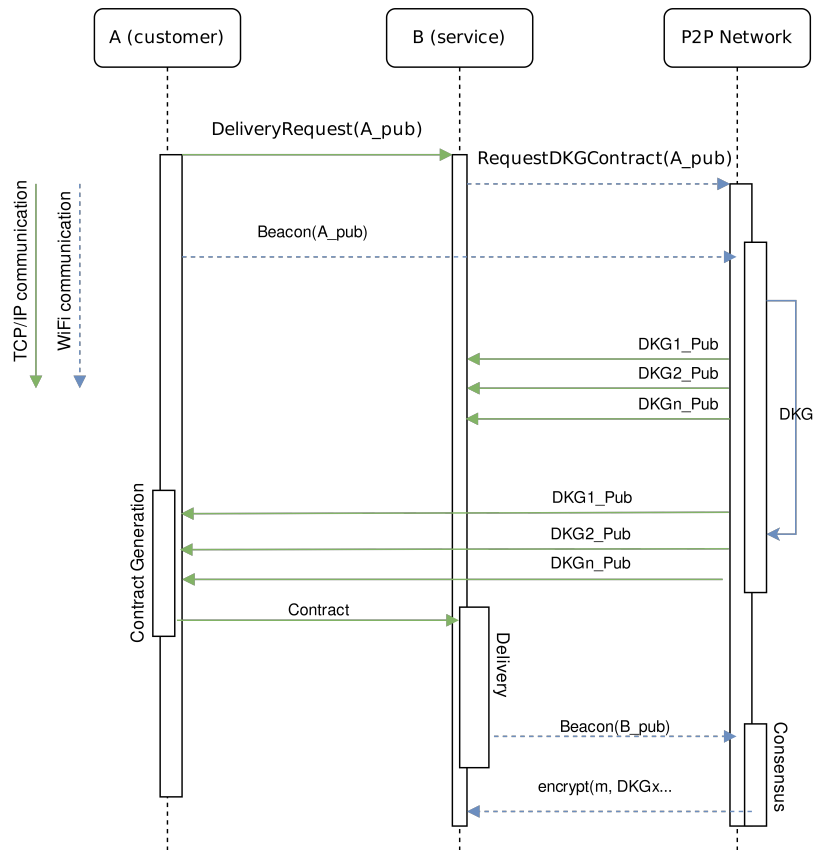 A (customer)
B (service)
P2P Network
DeliveryRequest(A_pub)
RequestDKGContract(A_pub)
TCP/IP communication
WiFi communication
Beacon(A_pub)
DKG1_Pub
DKG2_Pub
DKGn_Pub
DKG
Contract Generation
DKG1_Pub
DKG2_Pub
DKGn_Pub
Contract
Delivery
Beacon(B_pub)
Consensus
encrypt(m, DKGx...